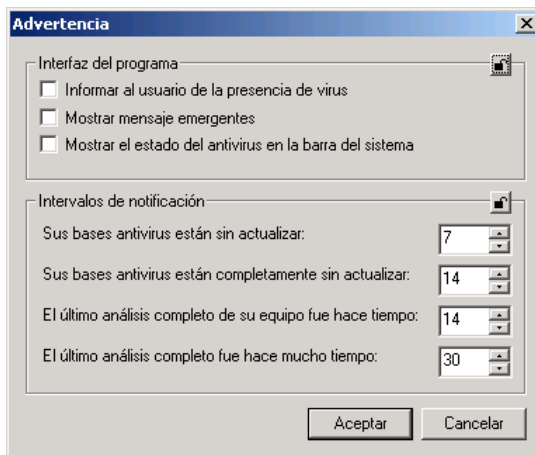 Advertencia
Interfaz del programa
Informar al usuario de la presencia de virus
Mostrar mensaje emergentes
Mostrar el estado del antivirus en la barra del sistema
Intervalos de notificación
Sus bases antivirus están sin actualizar: 7
Sus bases antivirus están completamente sin actualizar: 14
El último análisis completo de su equipo fue hace tiempo: 14
El último análisis completo fue hace mucho tiempo: 30
Aceptar Cancelar